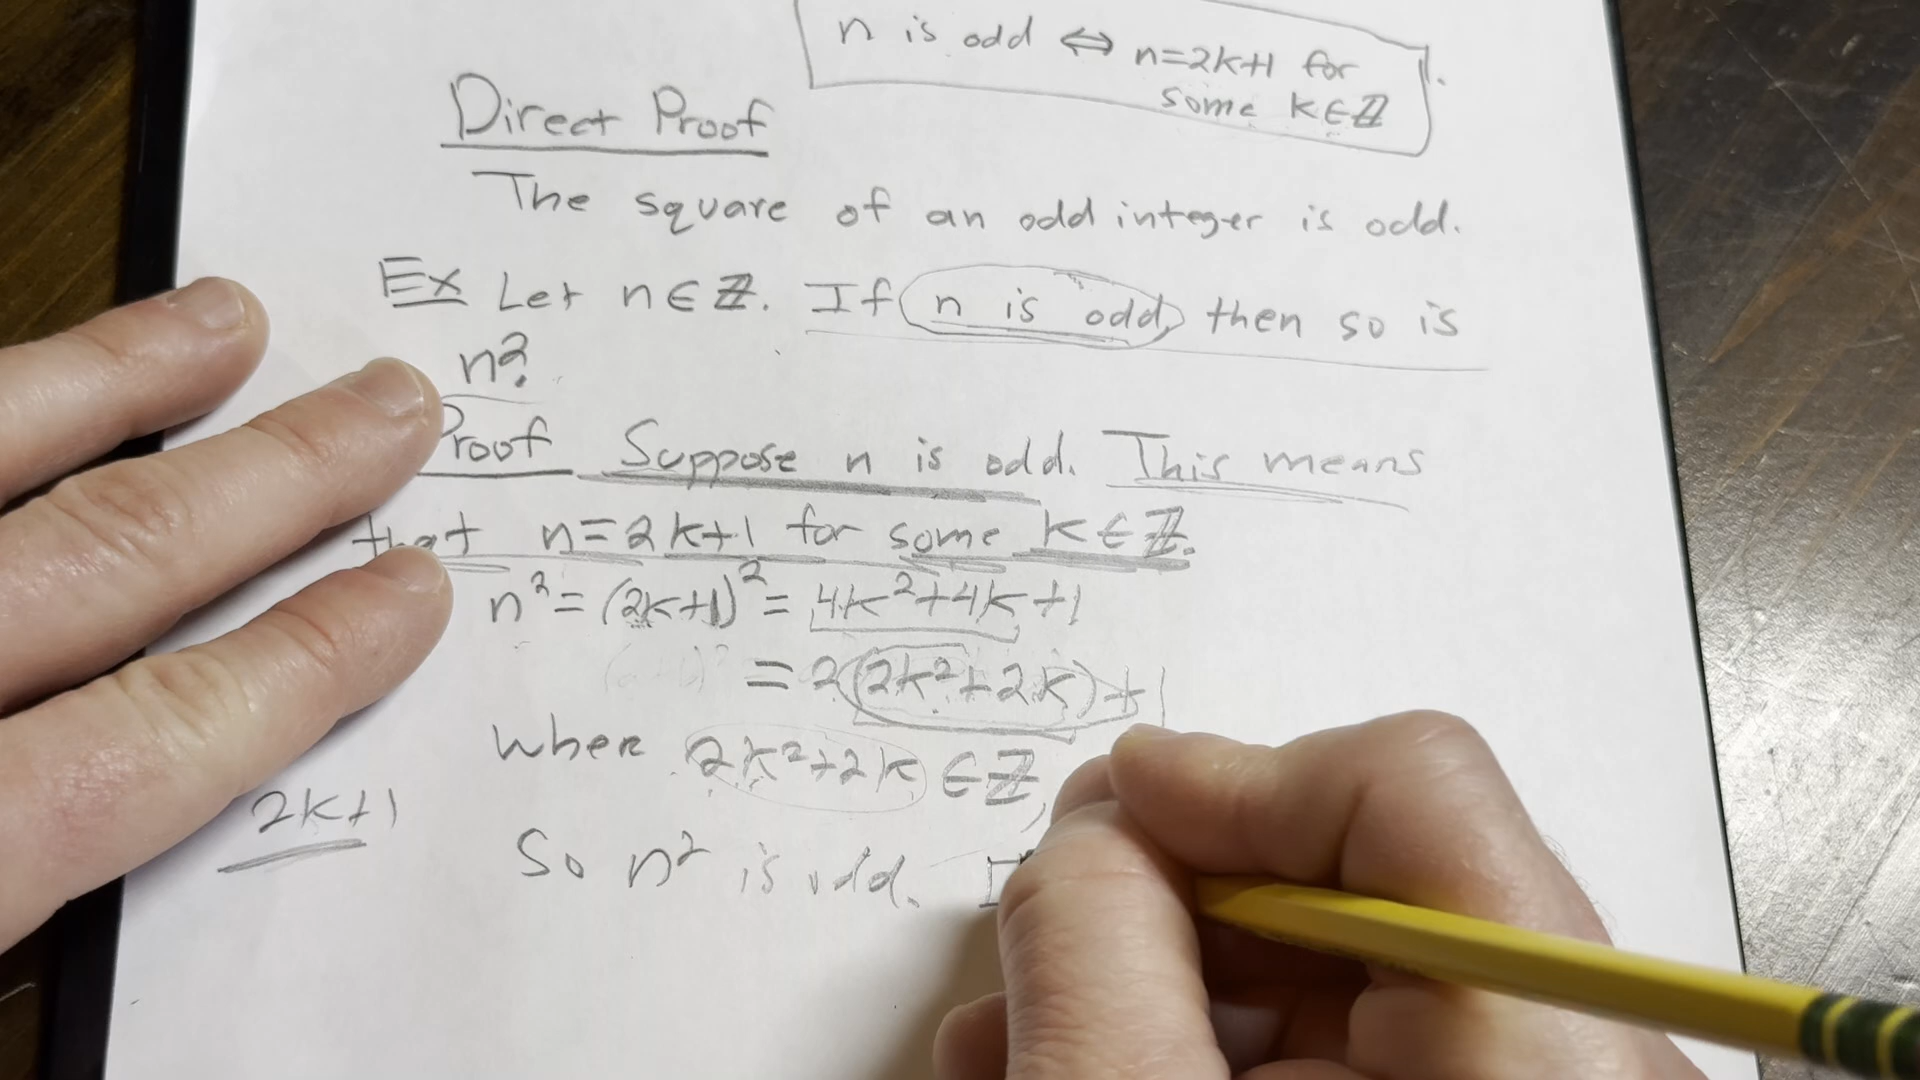 n is odd ⇔ n=2k+1 for
some k∈ℤ
Direct Proof
The square of an odd integer is odd.
Ex Let n∈ℤ. If n is odd, then so is
n².
Proof Suppose n is odd. This means
that n=2k+1 for some k∈ℤ.
n²=(2k+1)²=4k²+4k+1
=2(2k²+2k)+1
where 2k²+2k∈ℤ,
2k+1
So n² is odd.